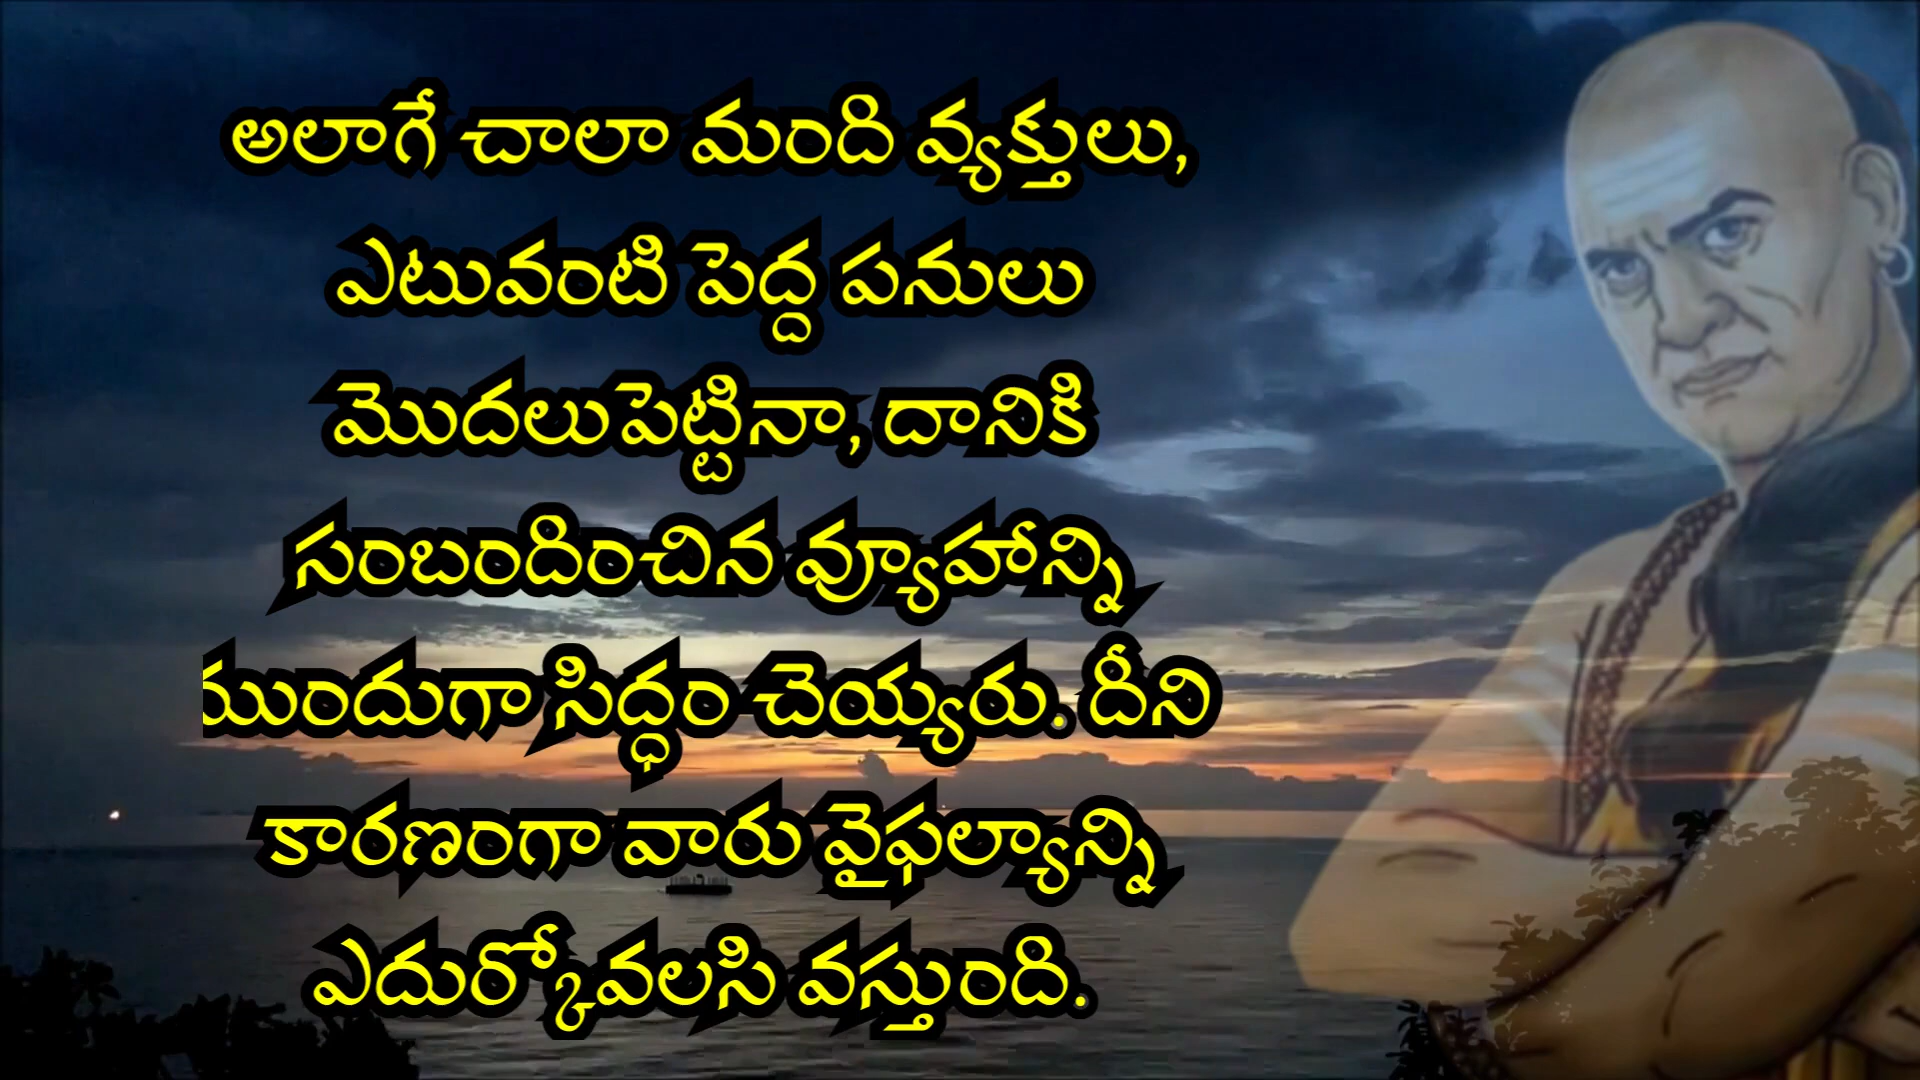 అలాగే చాలా మంది వ్యక్తులు,
ఎటువంటి పెద్ద పనులు
మొదలుపెట్టినా, దానికి
సంబందించిన వ్యూహాన్ని
ముందుగా సిద్ధం చెయ్యరు. దీని
కారణంగా వారు వైఫల్యాన్ని
ఎదుర్కోవలసి వస్తుంది.